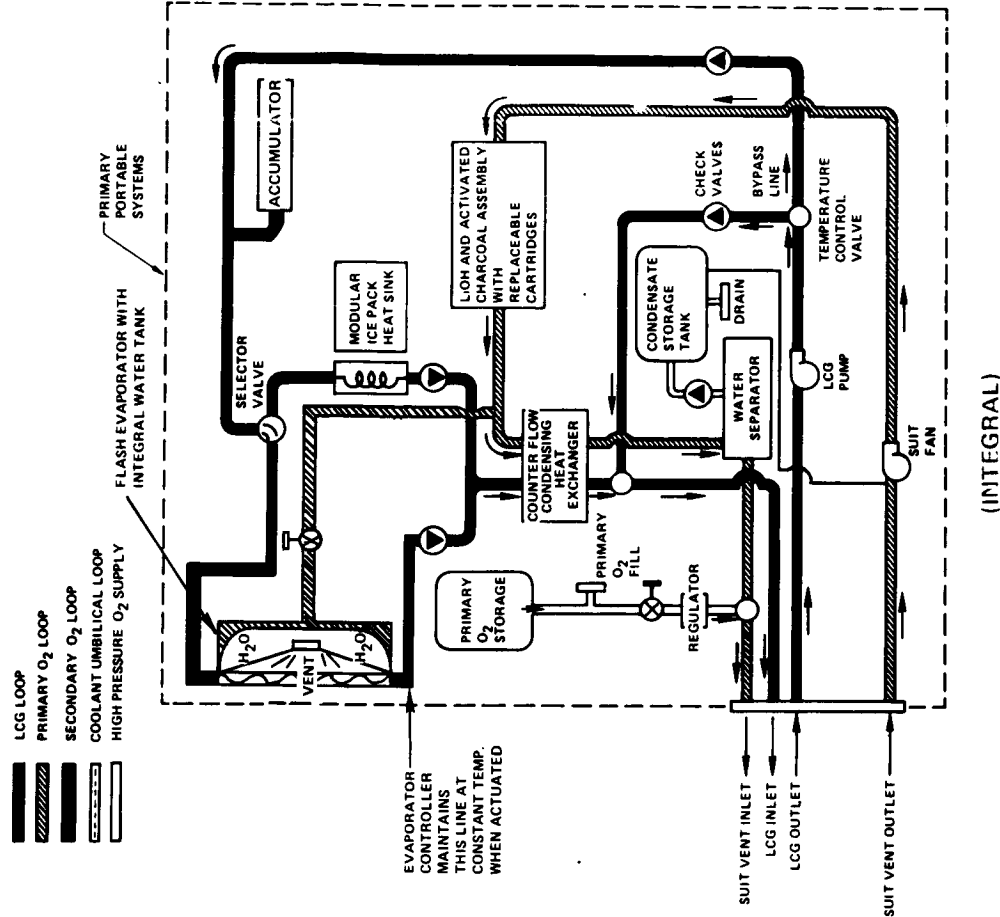 LCG LOOP
PRIMARY O2 LOOP
SECONDARY O2 LOOP
COOLANT UMBILICAL LOOP
HIGH PRESSURE O2 SUPPLY
FLASH EVAPORATOR WITH
INTEGRAL WATER TANK
PRIMARY
PORTABLE
SYSTEMS
ACCUMULATOR
SELECTOR
VALVE
MODULAR
ICE PACK
HEAT SINK
LiOH AND ACTIVATED
CHARCOAL ASSEMBLY
WITH
REPLACEABLE
CARTRIDGES
CHECK
VALVES
BYPASS
LINE
TEMPERATURE
CONTROL
VALVE
CONDENSATE
STORAGE
TANK
DRAIN
WATER
SEPARATOR
LCG
PUMP
SUIT
FAN
COUNTER FLOW
CONDENSING
HEAT
EXCHANGER
H2O
VENT
H2O
PRIMARY
O2
STORAGE
PRIMARY
O2
FILL
REGULATOR
EVAPORATOR
CONTROLLER
MAINTAINS
THIS LINE AT
CONSTANT TEMP.
WHEN ACTUATED
SUIT VENT INLET
LCG INLET
LCG OUTLET
SUIT VENT OUTLET
(INTEGRAL)